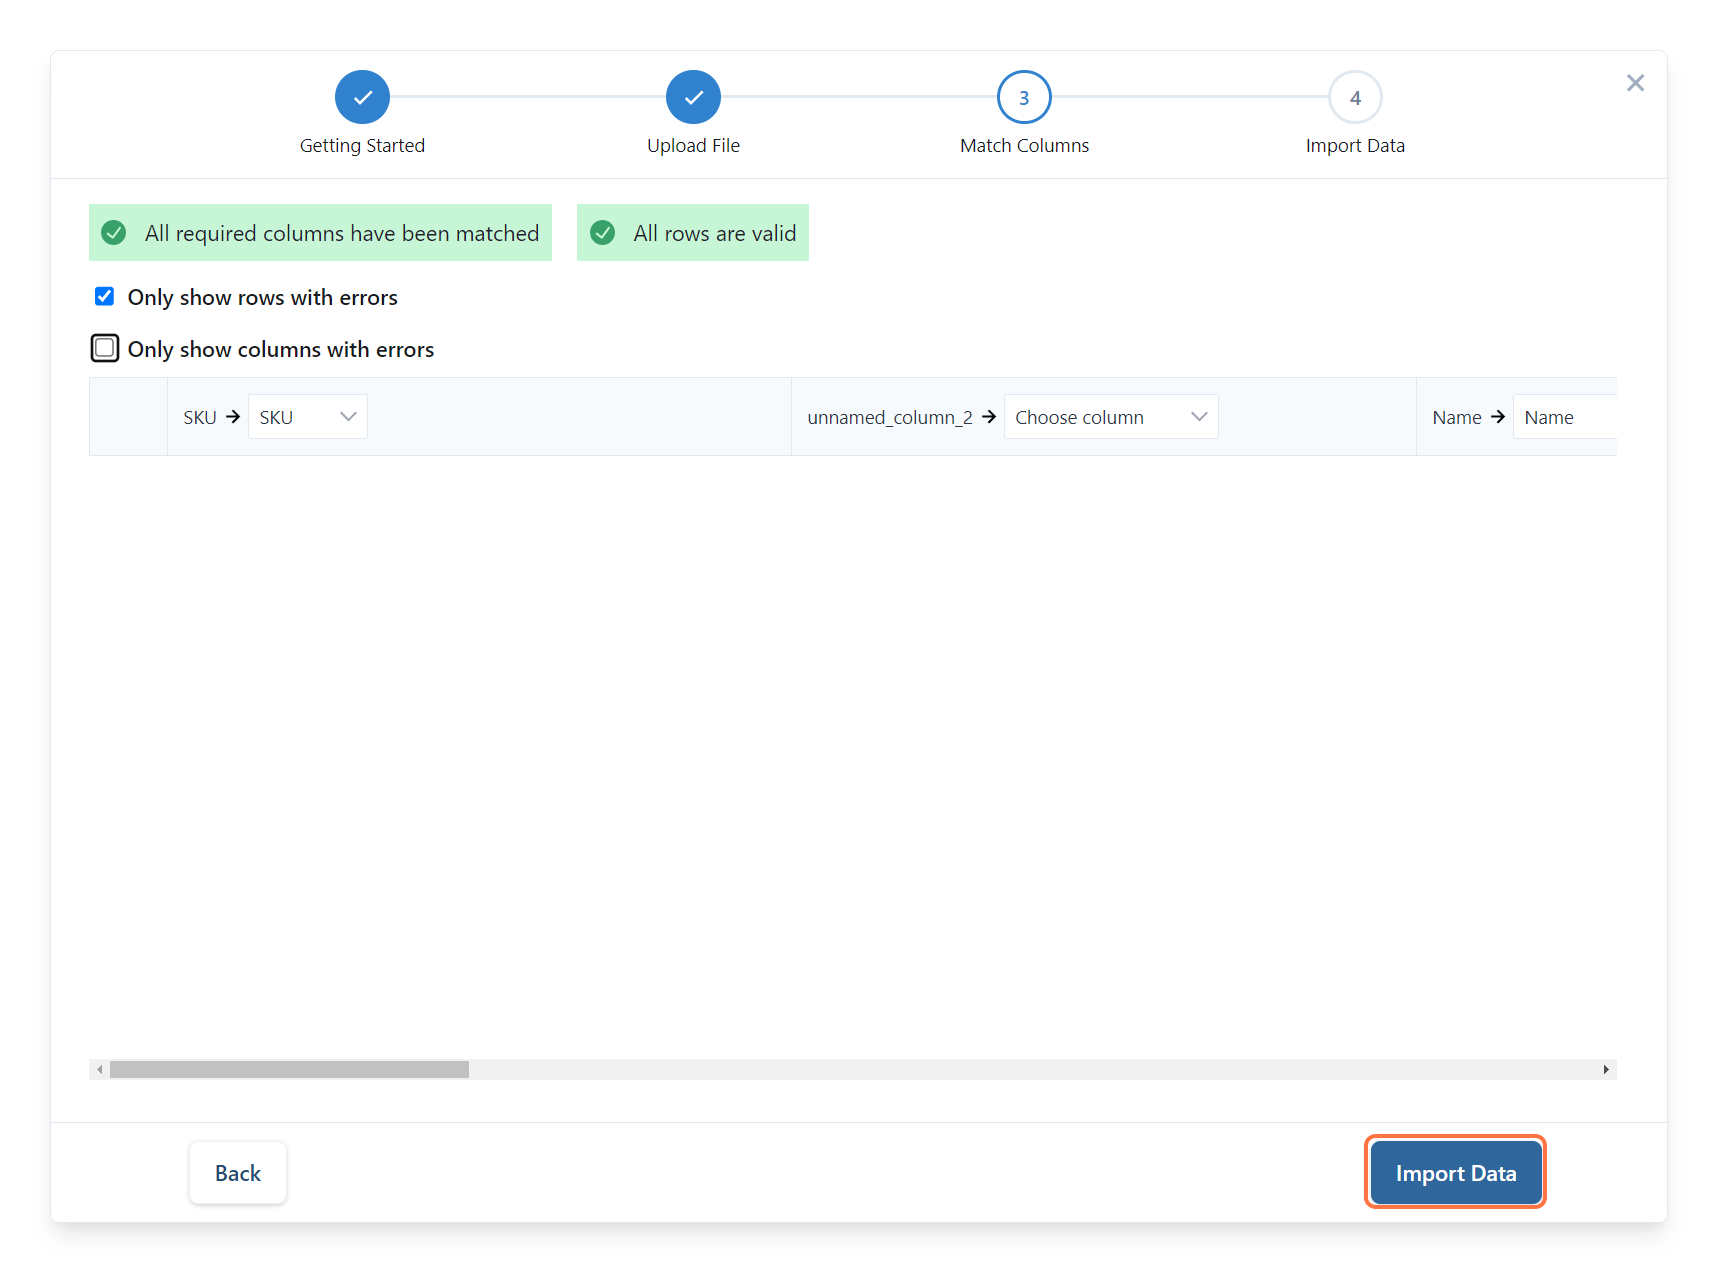 3
4
Getting Started
Upload File
Match Columns
Import Data
All required columns have been matched
All rows are valid
Only show rows with errors
Only show columns with errors
SKU → SKU
unnamed_column_2 → Choose column
Name → Name
Back
Import Data